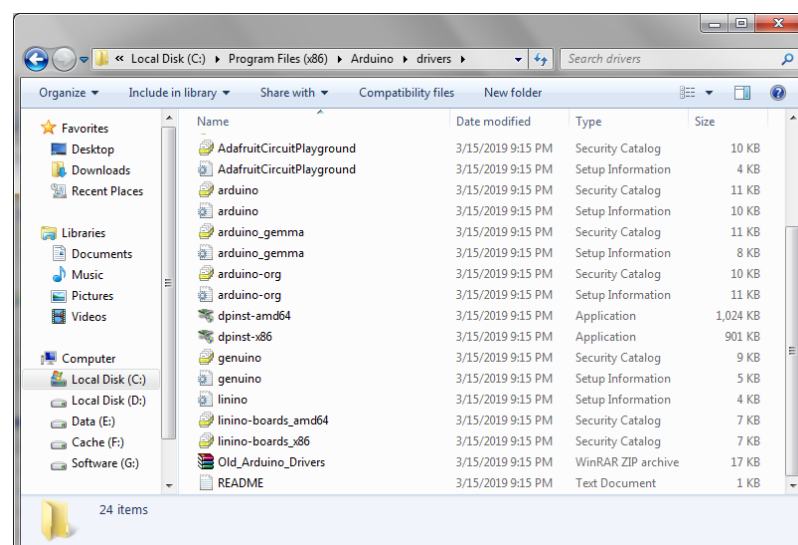 « Local Disk (C:) ▸ Program Files (x86) ▸ Arduino ▸ drivers ▸ Search drivers
Organize Include in library Share with Compatibility files New folder
Favorites
Desktop
Downloads
Recent Places
Libraries
Documents
Music
Pictures
Videos
Computer
Local Disk (C:)
Local Disk (D:)
Data (E:)
Cache (F:)
Software (G:)
Name Date modified Type Size
AdafruitCircuitPlayground 3/15/2019 9:15 PM Security Catalog 10 KB
AdafruitCircuitPlayground 3/15/2019 9:15 PM Setup Information 4 KB
arduino 3/15/2019 9:15 PM Security Catalog 11 KB
arduino 3/15/2019 9:15 PM Setup Information 10 KB
arduino_gemma 3/15/2019 9:15 PM Security Catalog 11 KB
arduino_gemma 3/15/2019 9:15 PM Setup Information 8 KB
arduino-org 3/15/2019 9:15 PM Security Catalog 10 KB
arduino-org 3/15/2019 9:15 PM Setup Information 11 KB
dpinst-amd64 3/15/2019 9:15 PM Application 1,024 KB
dpinst-x86 3/15/2019 9:15 PM Application 901 KB
genuino 3/15/2019 9:15 PM Security Catalog 9 KB
genuino 3/15/2019 9:15 PM Setup Information 5 KB
linino 3/15/2019 9:15 PM Setup Information 4 KB
linino-boards_amd64 3/15/2019 9:15 PM Security Catalog 7 KB
linino-boards_x86 3/15/2019 9:15 PM Security Catalog 7 KB
Old_Arduino_Drivers 3/15/2019 9:15 PM WinRAR ZIP archive 17 KB
README 3/15/2019 9:15 PM Text Document 1 KB
24 items